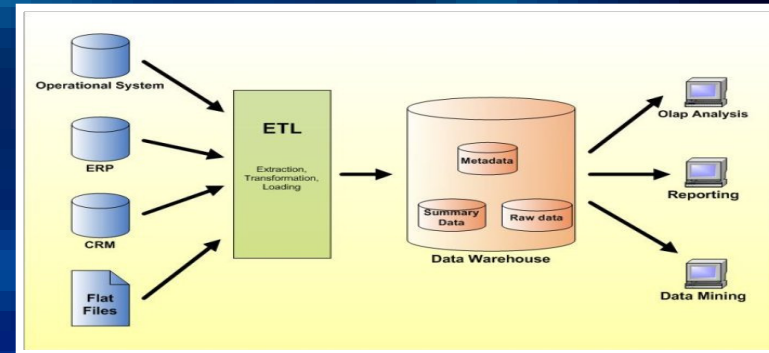 Operational System
ERP
CRM
Flat
Files
ETL
Extraction,
Transformation,
Loading
Metadata
Summary
Data
Raw data
Data Warehouse
Olap Analysis
Reporting
Data Mining